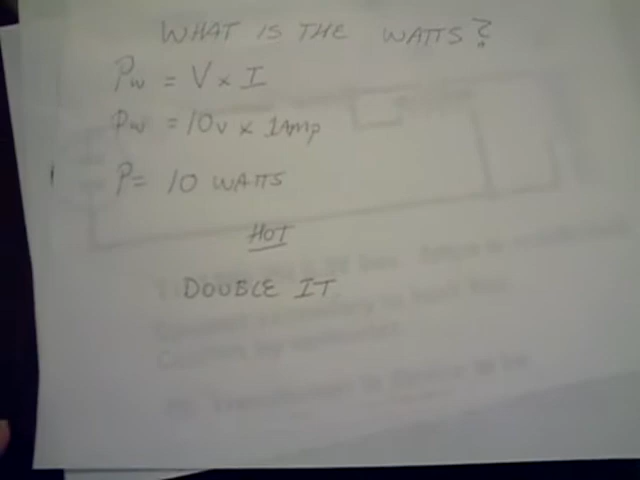 WHAT IS THE WATTS?
Pw = V x I
Pw = 10v x 1Amp
P= 10 WATTS
HOT
DOUBLE IT